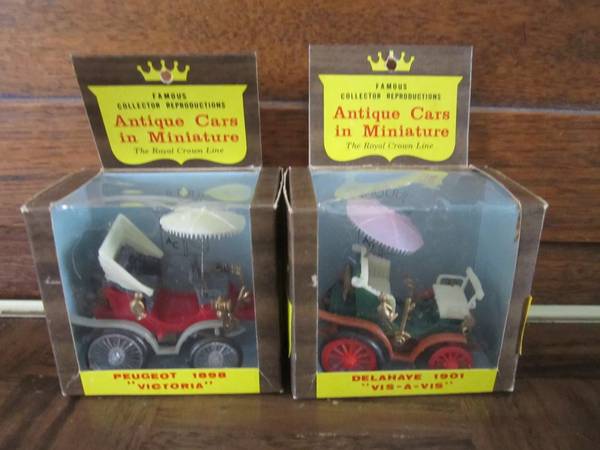 FAMOUS
COLLECTOR REPRODUCTIONS
Antique Cars
in Miniature
The Royal Crown Line
PEUGEOT 1898
"VICTORIA"
FAMOUS
COLLECTOR REPRODUCTIONS
Antique Cars
in Miniature
The Royal Crown Line
DELAHAYE 1901
"VIS-A-VIS"